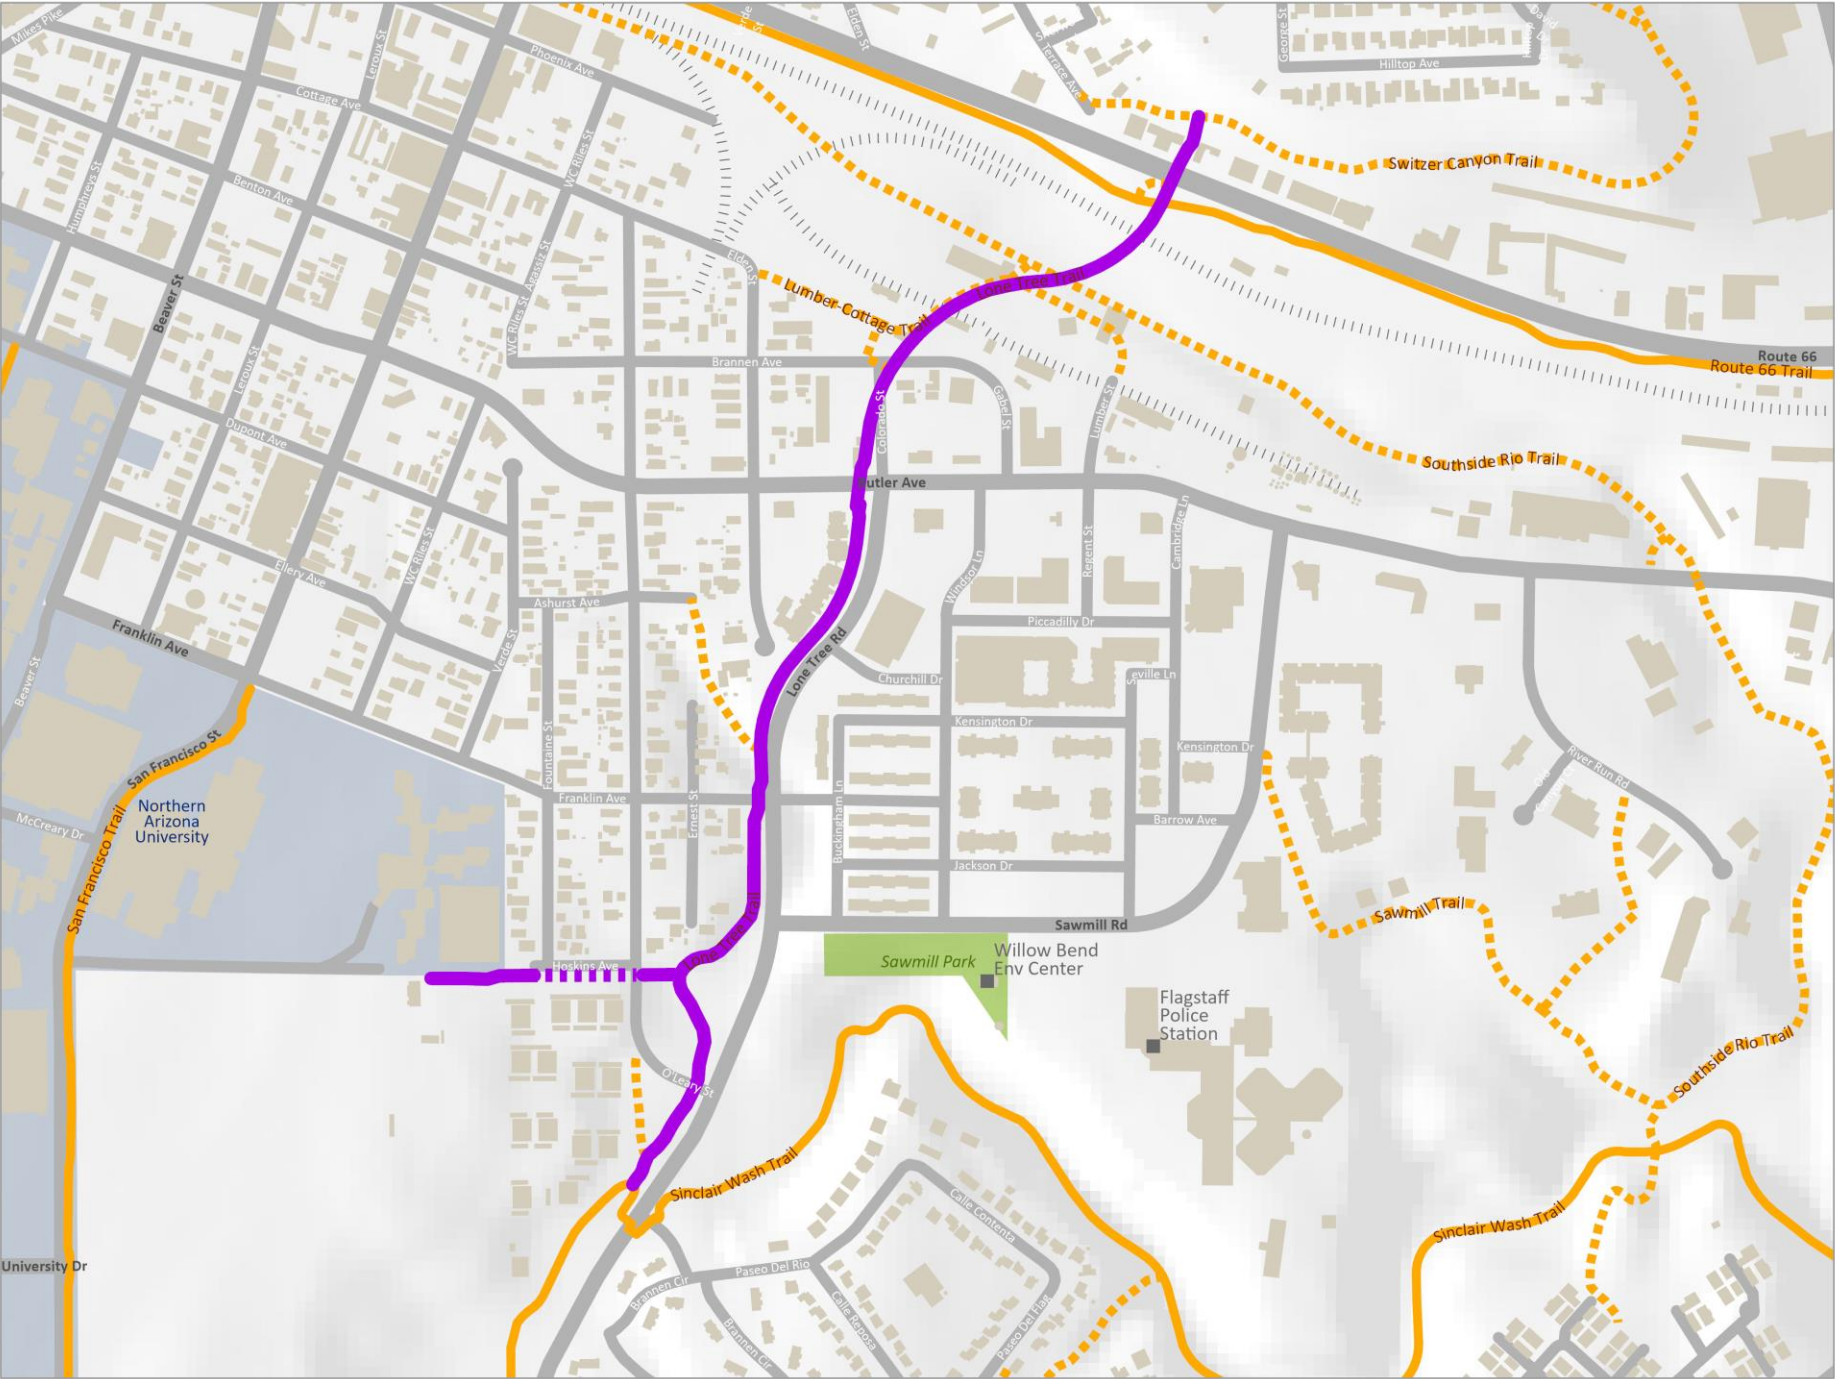 Mikes Pike
Leroux St
Elden St
S Terrace Ave
George St
Hilltop Ave
Phoenix Ave
Cottage Ave
Humphreys St
Benton Ave
WC Riles St
Switzer Canyon Trail
Agassiz St
WC Riles St
Elden St
Lumber-Cottage Trail
Lone Tree Trail
Beaver St
Leroux St
Brannen Ave
Route 66
Route 66 Trail
Colorado St
Gabel St
Lumber St
Dupont Ave
Butler Ave
Southside Rio Trail
Cambridge Ln
Regent St
Windsor Ln
WC Riles St
Ellery Ave
Ashurst Ave
Piccadilly Dr
Franklin Ave
Verde St
Lone Tree Rd
Churchill Dr
Seville Ln
Beaver St
Kensington Dr
Kensington Dr
San Francisco St
Fountaine St
River Run Rd
Old
Northern
Arizona
University
McCreary Dr
Franklin Ave
Ernest St
Buckingham Ln
Barrow Ave
San Francisco Trail
Jackson Dr
Lone Tree Trail
Sawmill Rd
Sawmill Trail
Hoskins Ave
Sawmill Park
Willow Bend
Env Center
Flagstaff
Police
Station
O'Leary St
Southside Rio Trail
Sinclair Wash Trail
Calle Contenta
Sinclair Wash Trail
University Dr
Paseo Del Rio
Brannen Cir
Brannen Cir
Calle Reposa
Paseo Del Flag